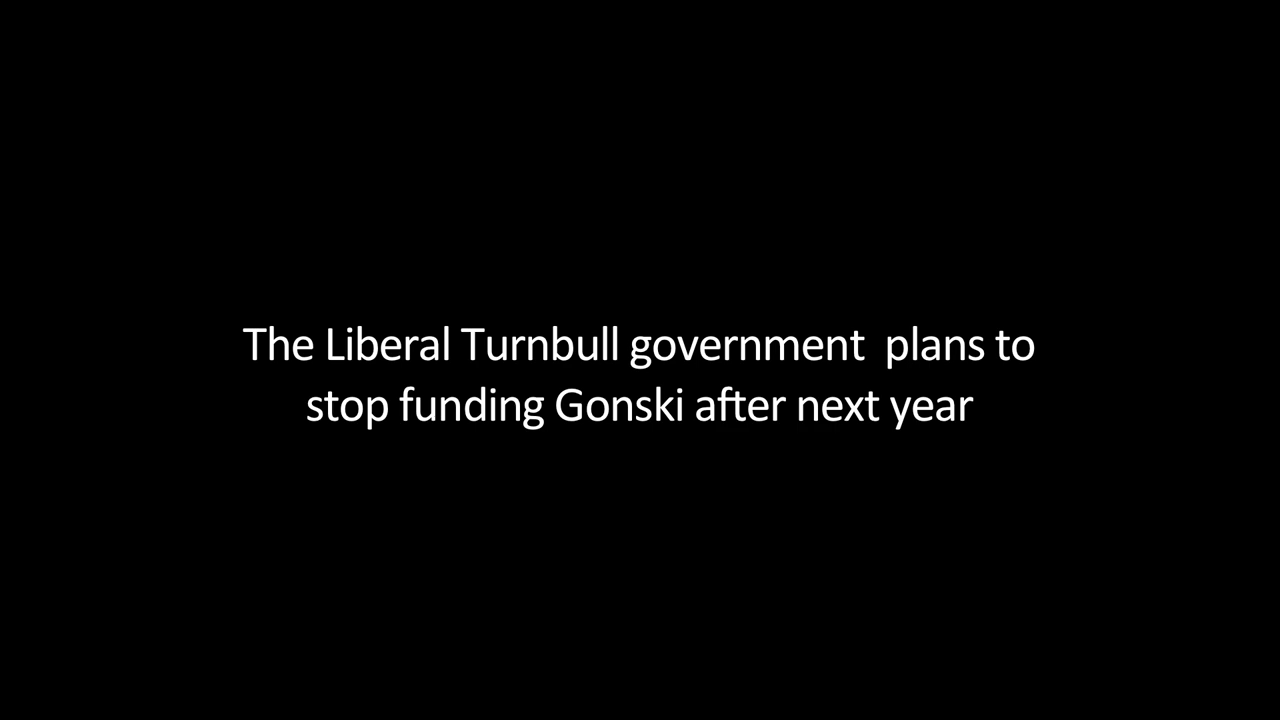 The Liberal Turnbull government  plans to
stop funding Gonski after next year